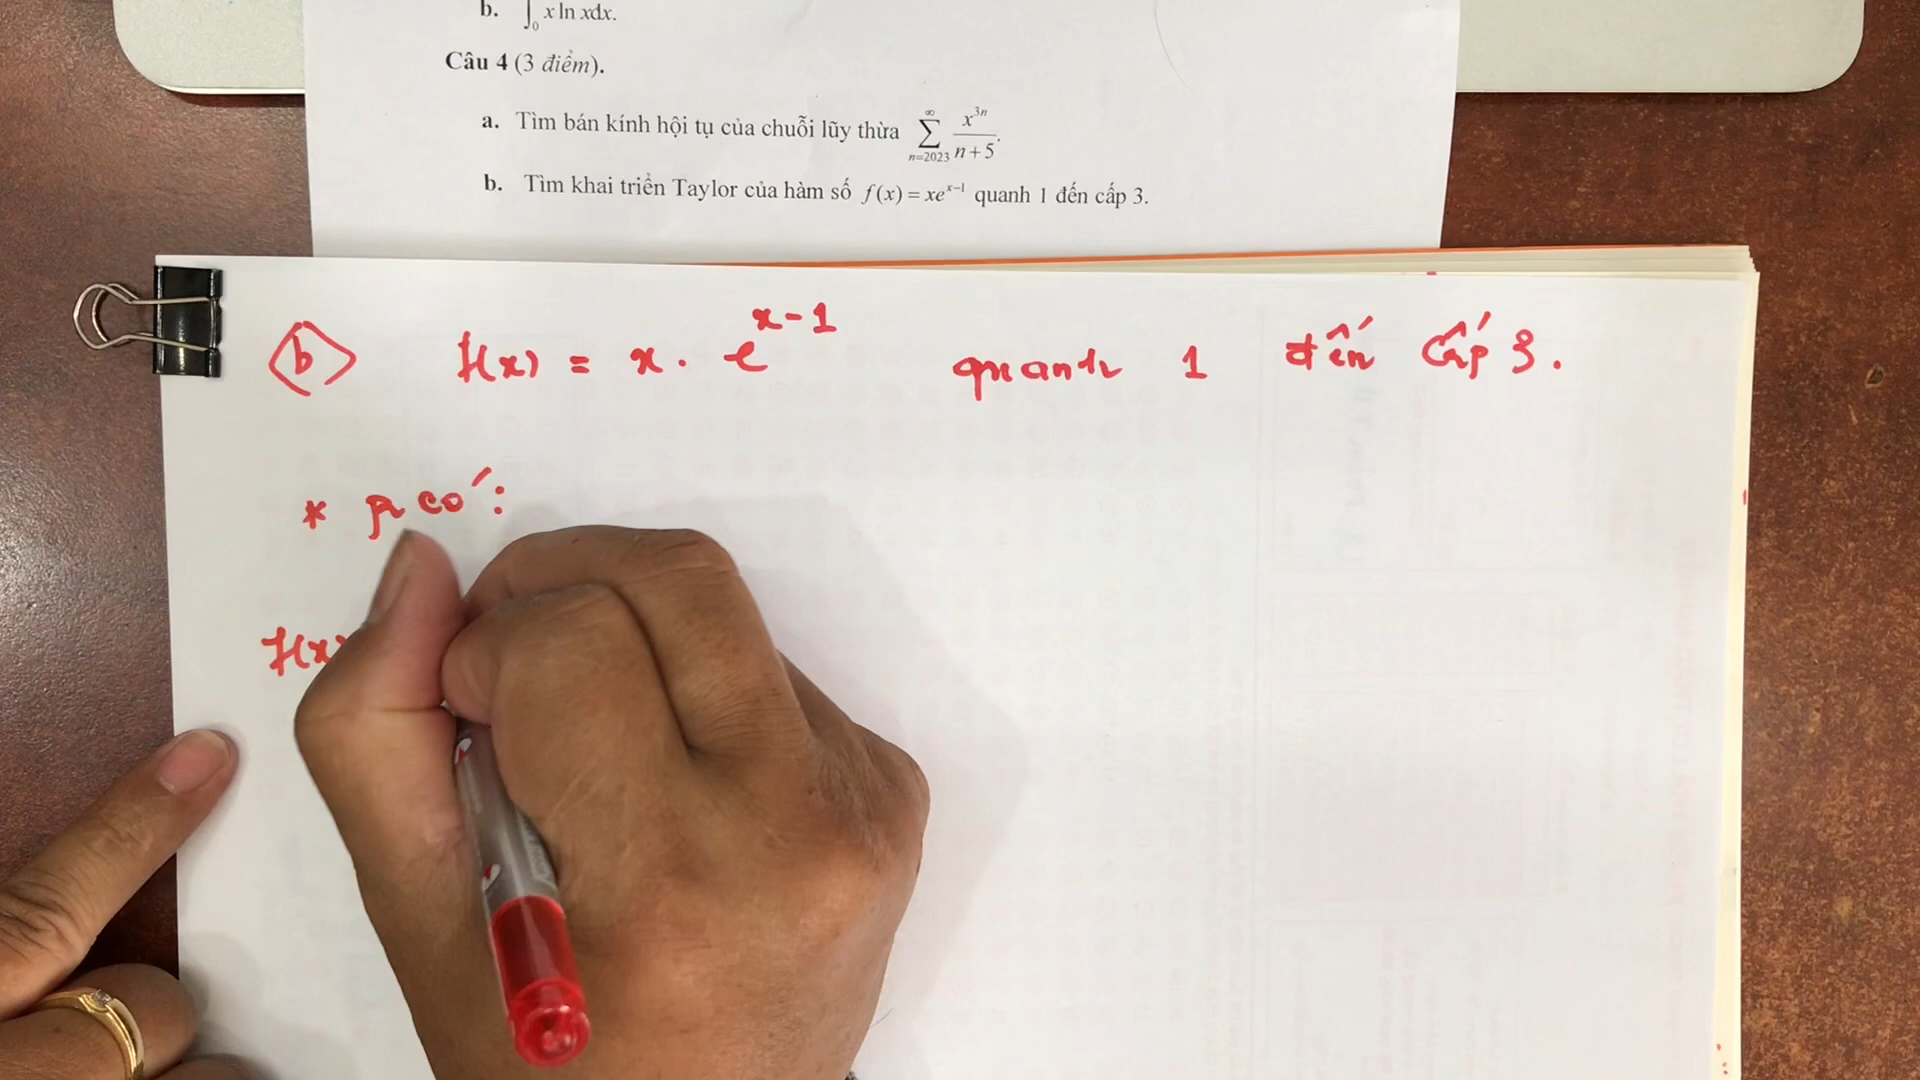 b. ∫₀ x ln xdx.
Câu 4 (3 điểm).
a. Tìm bán kính hội tụ của chuỗi lũy thừa ∑_{n=2023}^{∞} x^{3n}/(n+5).
b. Tìm khai triển Taylor của hàm số f(x) = xe^{x−1} quanh 1 đến cấp 3.
b f(x) = x . e^{x-1} quanh 1 đến cấp 3.
* Ta có:
f(x)